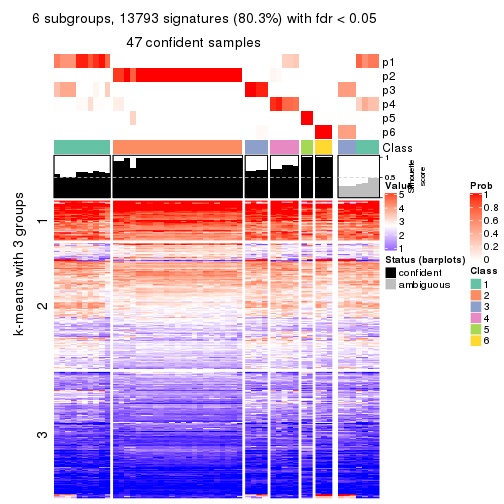 6 subgroups, 13793 signatures (80.3%) with fdr < 0.05
47 confident samples
p1
p2
p3
p4
p5
p6
Class
1
0.5
0
Silhouette
score
k-means with 3 groups
1
2
3
Value
5
4
3
2
1
Status (barplots)
confident
ambiguous
Prob
1
0.8
0.6
0.4
0.2
0
Class
1
2
3
4
5
6